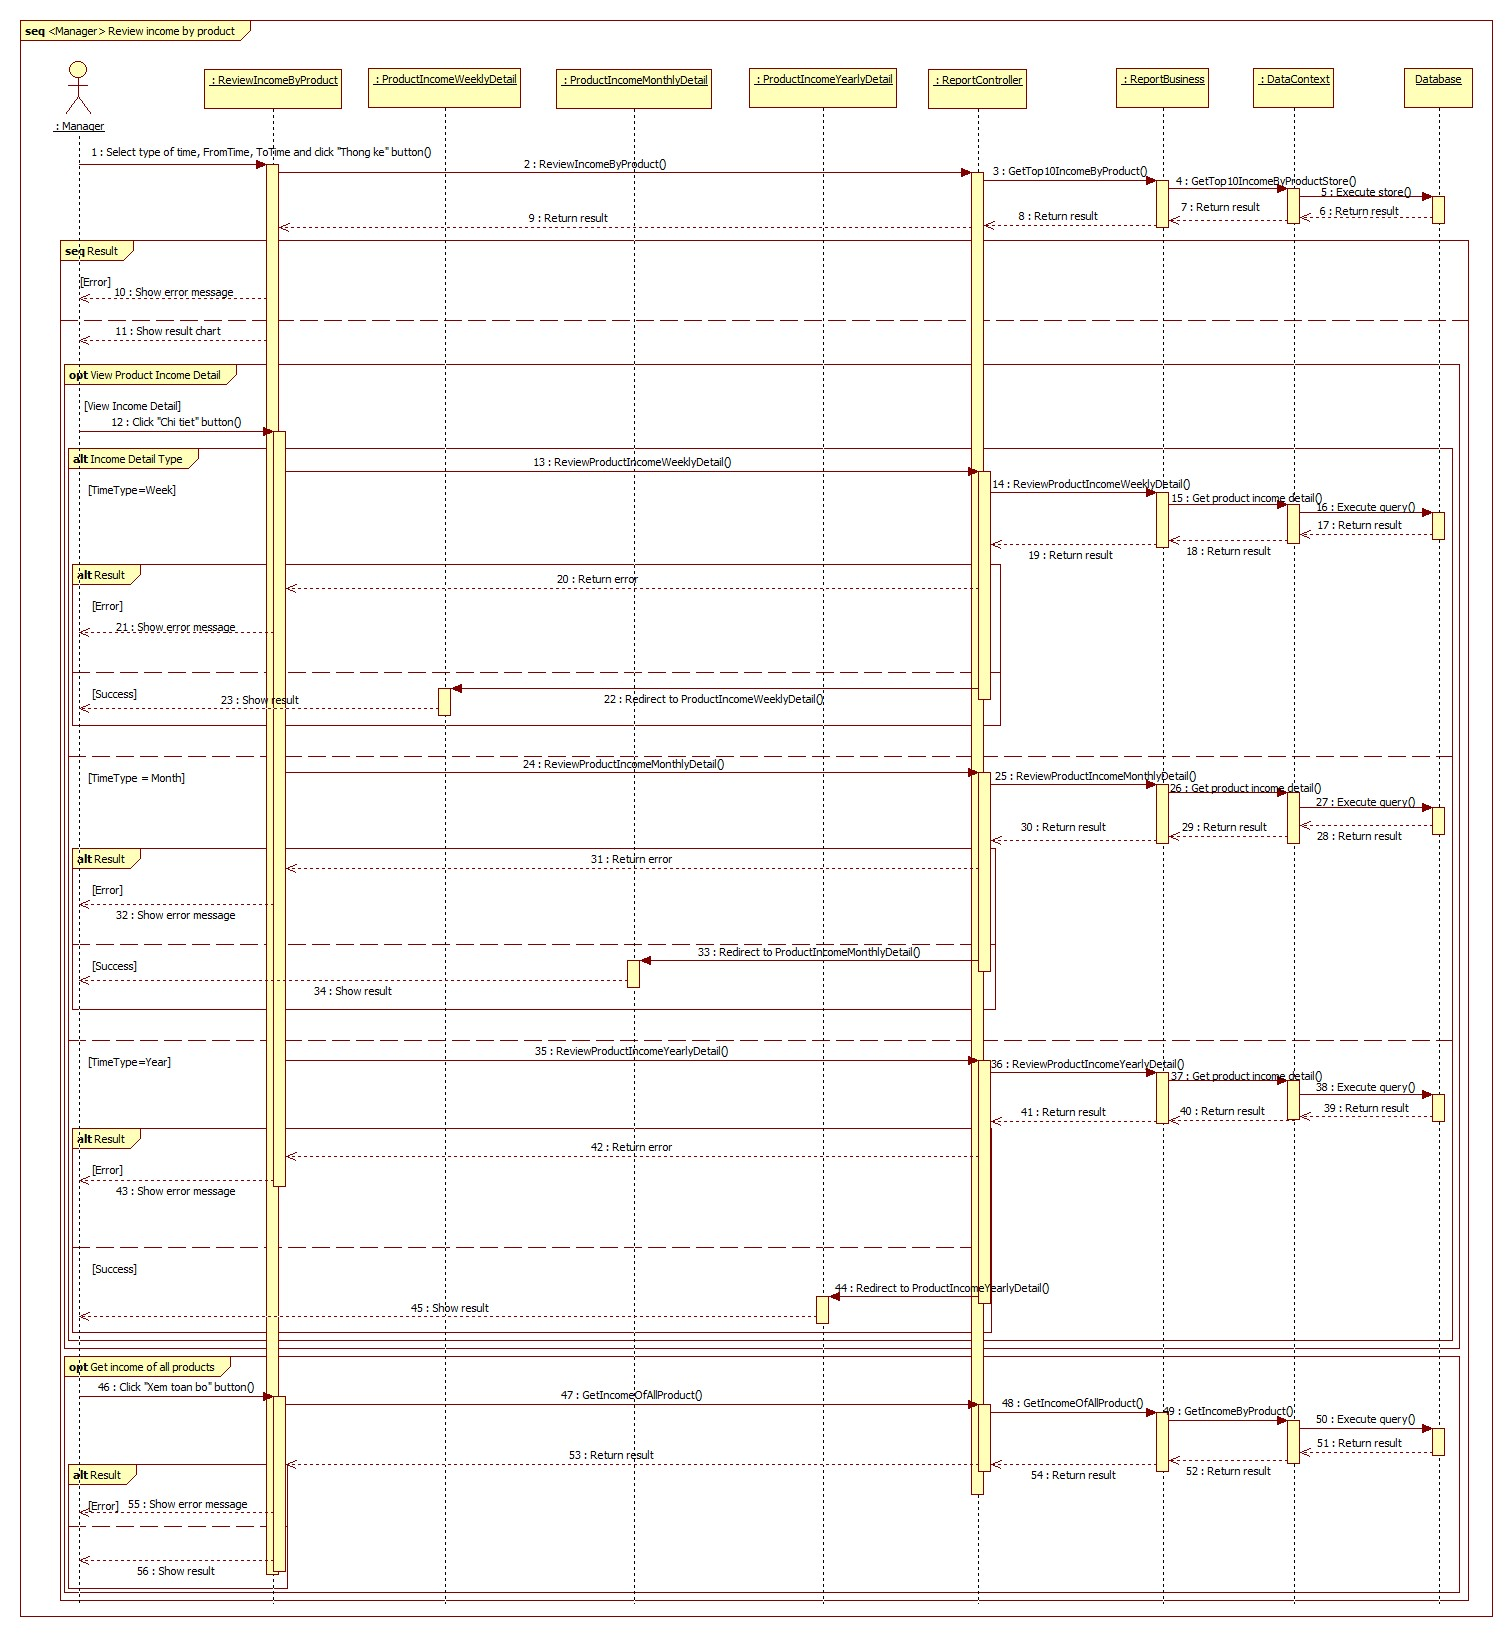 seq <Manager> Review income by product
: Manager
: ReviewIncomeByProduct
: ProductIncomeWeeklyDetail
: ProductIncomeMonthlyDetail
: ProductIncomeYearlyDetail
: ReportController
: ReportBusiness
: DataContext
Database
1 : Select type of time, FromTime, ToTime and click "Thong ke" button()
2 : ReviewIncomeByProduct()
3 : GetTop10IncomeByProduct()
4 : GetTop10IncomeByProductStore()
5 : Execute store()
6 : Return result
7 : Return result
8 : Return result
9 : Return result
seq Result
[Error]
10 : Show error message
11 : Show result chart
opt View Product Income Detail
[View Income Detail]
12 : Click "Chi tiet" button()
alt Income Detail Type
13 : ReviewProductIncomeWeeklyDetail()
[TimeType=Week]
14 : ReviewProductIncomeWeeklyDetail()
15 : Get product income detail()
16 : Execute query()
17 : Return result
18 : Return result
19 : Return result
alt Result
20 : Return error
[Error]
21 : Show error message
[Success]
22 : Redirect to ProductIncomeWeeklyDetail()
23 : Show result
24 : ReviewProductIncomeMonthlyDetail()
[TimeType = Month]
25 : ReviewProductIncomeMonthlyDetail()
26 : Get product income detail()
27 : Execute query()
28 : Return result
29 : Return result
30 : Return result
alt Result
31 : Return error
[Error]
32 : Show error message
33 : Redirect to ProductIncomeMonthlyDetail()
[Success]
34 : Show result
35 : ReviewProductIncomeYearlyDetail()
[TimeType=Year]
36 : ReviewProductIncomeYearlyDetail()
37 : Get product income detail()
38 : Execute query()
39 : Return result
40 : Return result
41 : Return result
alt Result
42 : Return error
[Error]
43 : Show error message
[Success]
44 : Redirect to ProductIncomeYearlyDetail()
45 : Show result
opt Get income of all products
46 : Click "Xem toan bo" button()
47 : GetIncomeOfAllProduct()
48 : GetIncomeOfAllProduct()
49 : GetIncomeByProduct()
50 : Execute query()
51 : Return result
52 : Return result
53 : Return result
54 : Return result
alt Result
[Error]
55 : Show error message
56 : Show result